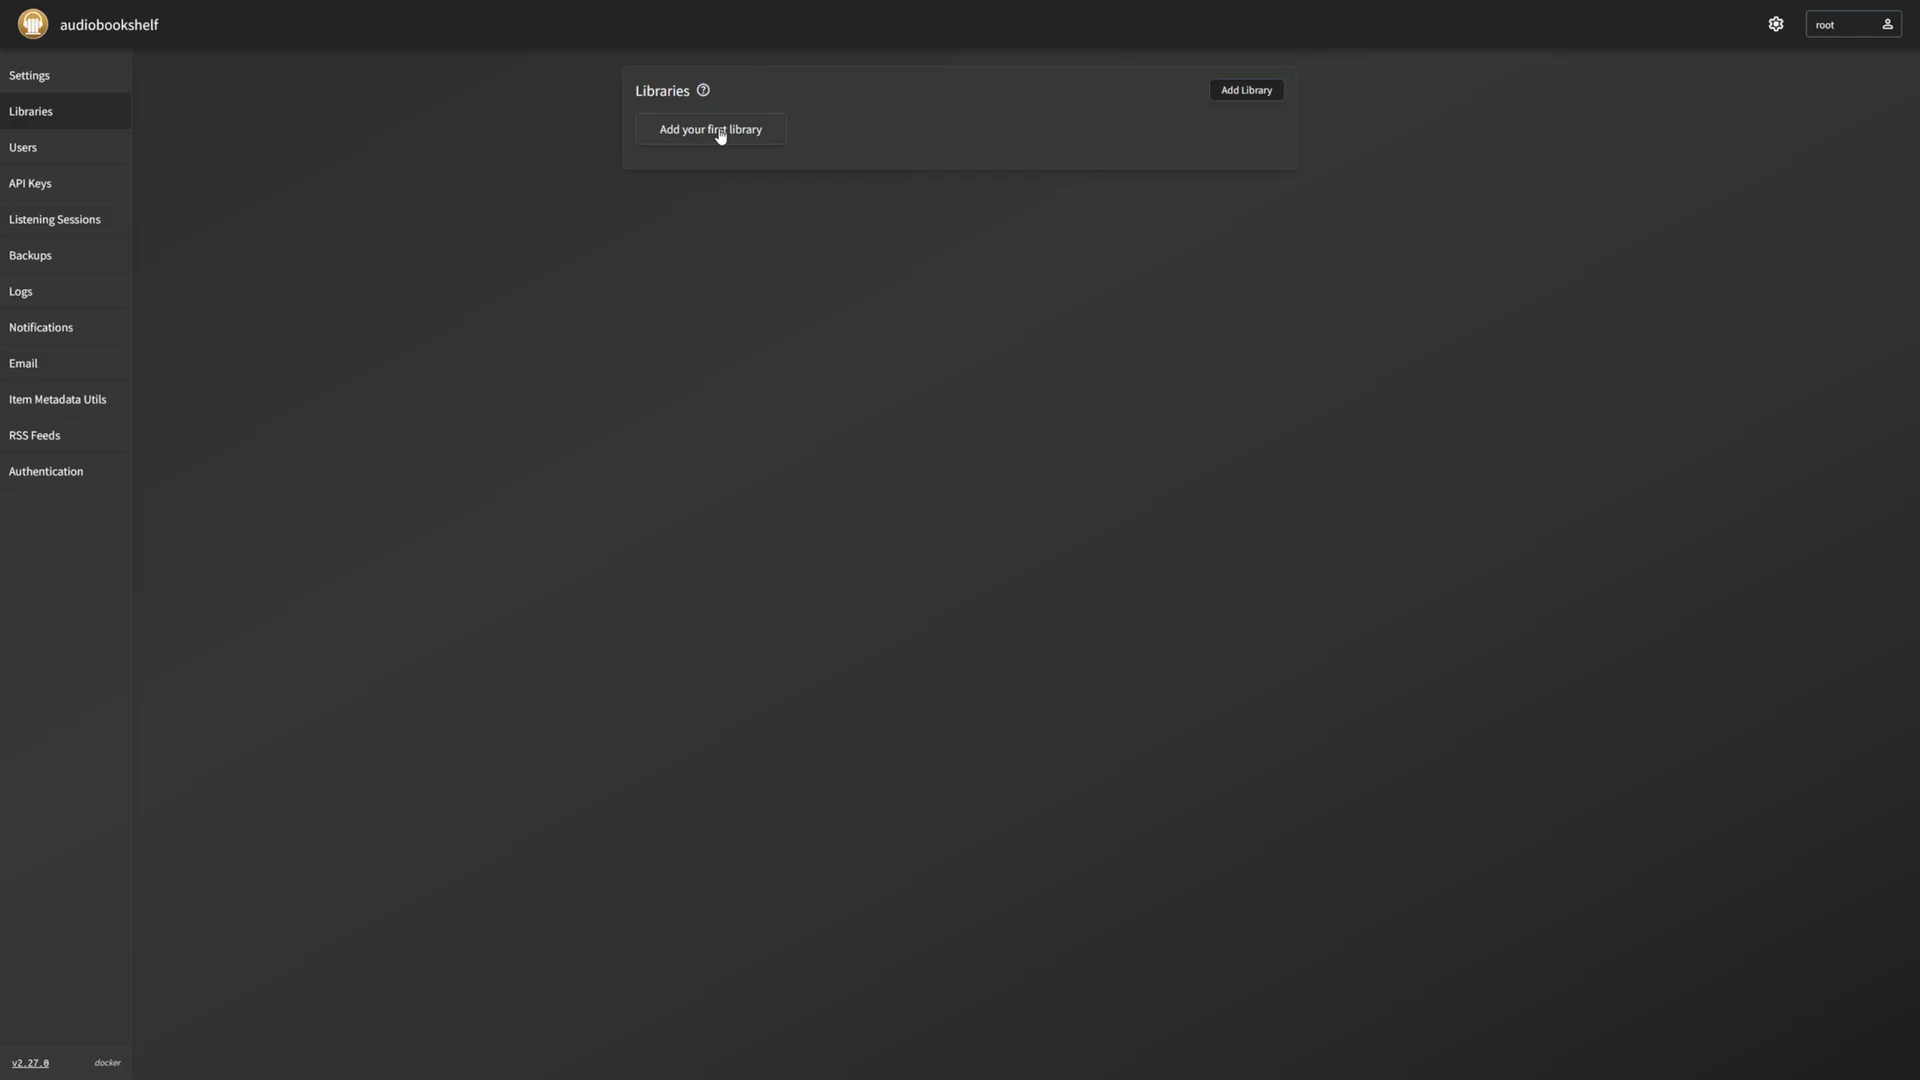 audiobookshelf
root
Settings
Libraries
Users
API Keys
Listening Sessions
Backups
Logs
Notifications
Email
Item Metadata Utils
RSS Feeds
Authentication
Libraries ?
Add Library
Add your first library
v2.27.0
docker